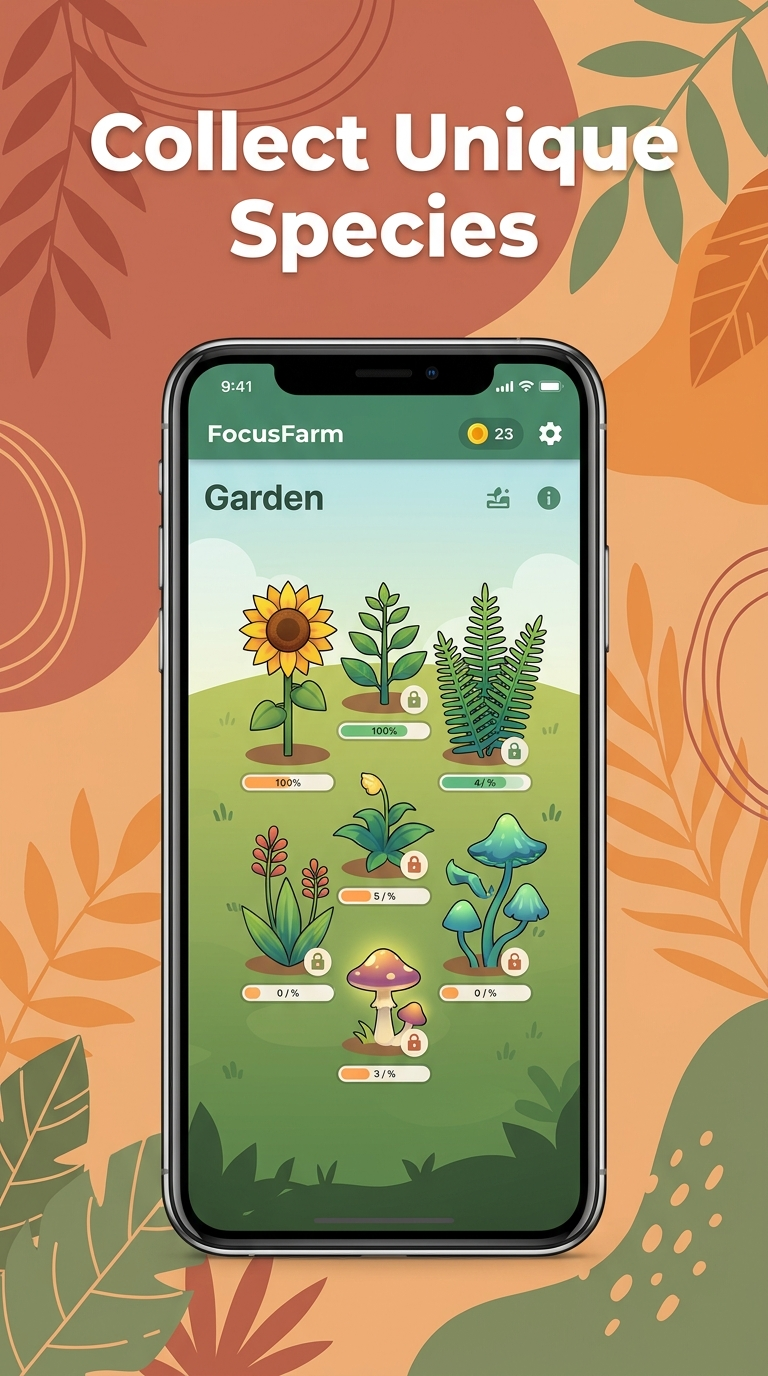 Collect Unique
Species
9:41
FocusFarm
23
Garden
100%
100%
4/ %
5 / %
0 / %
0 / %
3 / %